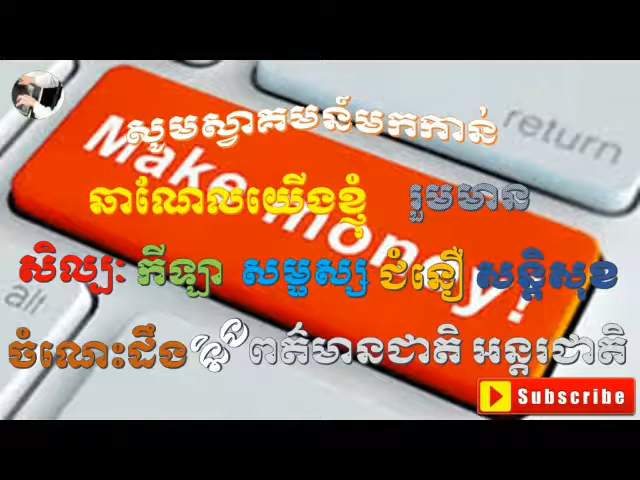 សូមស្វាគមន៍មកកាន់
return
Make money!
ឆាណែលយើងខ្ញុំ រួមមាន
សិល្បៈ កីឡា សម្ផស្ស ជំនឿ សន្តិសុខ
alt
ចំណេះដឹង និង ពត៌មានជាតិ អន្តរជាតិ
Subscribe